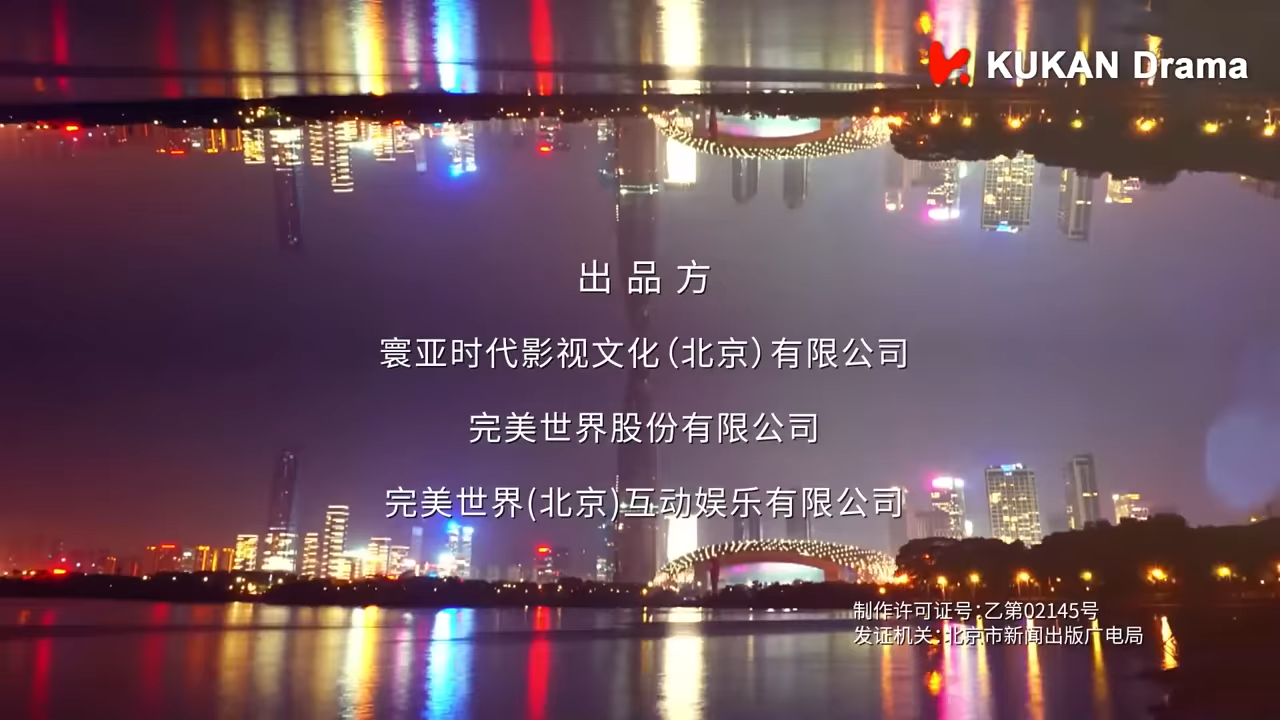 KUKAN Drama
出品方
寰亚时代影视文化（北京）有限公司
完美世界股份有限公司
完美世界(北京)互动娱乐有限公司
制作许可证号：乙第02145号
发证机关：北京市新闻出版广电局